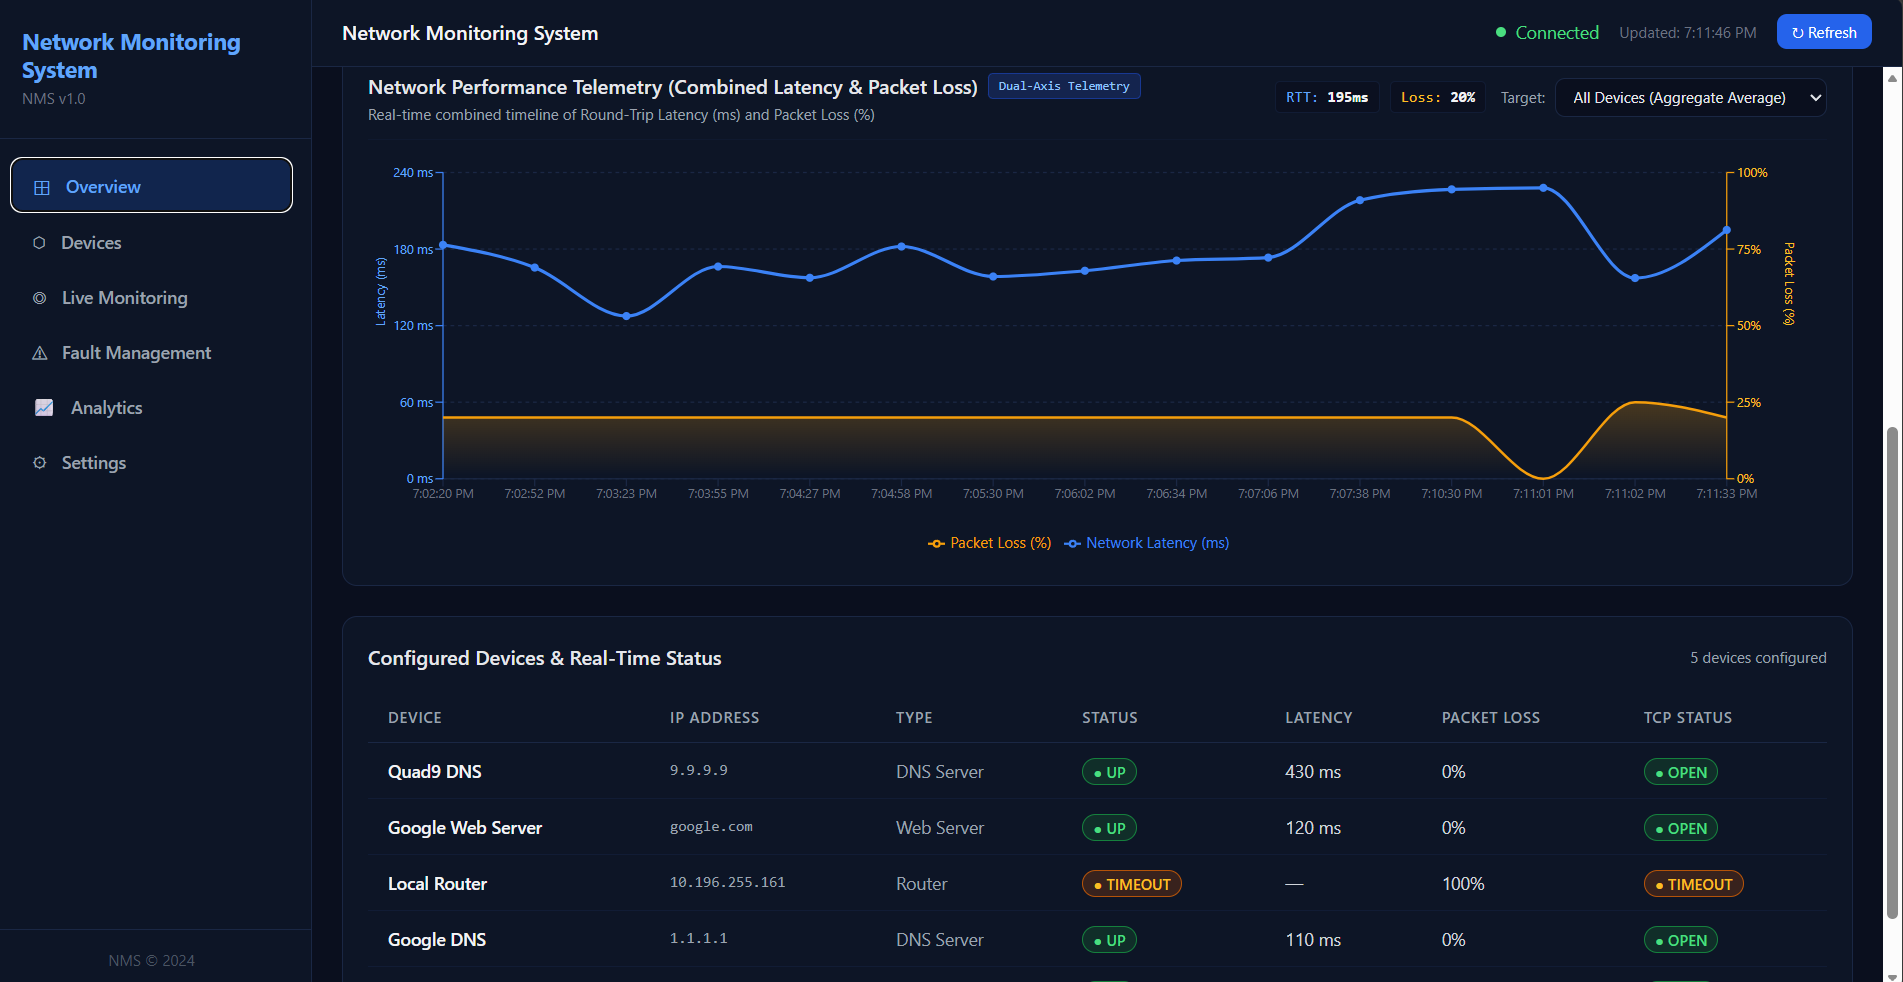 Network Monitoring
System
NMS v1.0
Overview
Devices
Live Monitoring
Fault Management
Analytics
Settings
NMS © 2024
Network Monitoring System
Connected
Updated: 7:11:46 PM
↻ Refresh
Network Performance Telemetry (Combined Latency & Packet Loss)
Dual-Axis Telemetry
Real-time combined timeline of Round-Trip Latency (ms) and Packet Loss (%)
RTT: 195ms
Loss: 20%
Target:
All Devices (Aggregate Average)
240 ms
180 ms
120 ms
60 ms
0 ms
Latency (ms)
100%
75%
50%
25%
0%
Packet Loss (%)
7:02:20 PM
7:02:52 PM
7:03:23 PM
7:03:55 PM
7:04:27 PM
7:04:58 PM
7:05:30 PM
7:06:02 PM
7:06:34 PM
7:07:06 PM
7:07:38 PM
7:10:30 PM
7:11:01 PM
7:11:02 PM
7:11:33 PM
Packet Loss (%)
Network Latency (ms)
Configured Devices & Real-Time Status
5 devices configured
DEVICE IP ADDRESS TYPE STATUS LATENCY PACKET LOSS TCP STATUS
Quad9 DNS 9.9.9.9 DNS Server ● UP 430 ms 0% ● OPEN
Google Web Server google.com Web Server ● UP 120 ms 0% ● OPEN
Local Router 10.196.255.161 Router ● TIMEOUT — 100% ● TIMEOUT
Google DNS 1.1.1.1 DNS Server ● UP 110 ms 0% ● OPEN